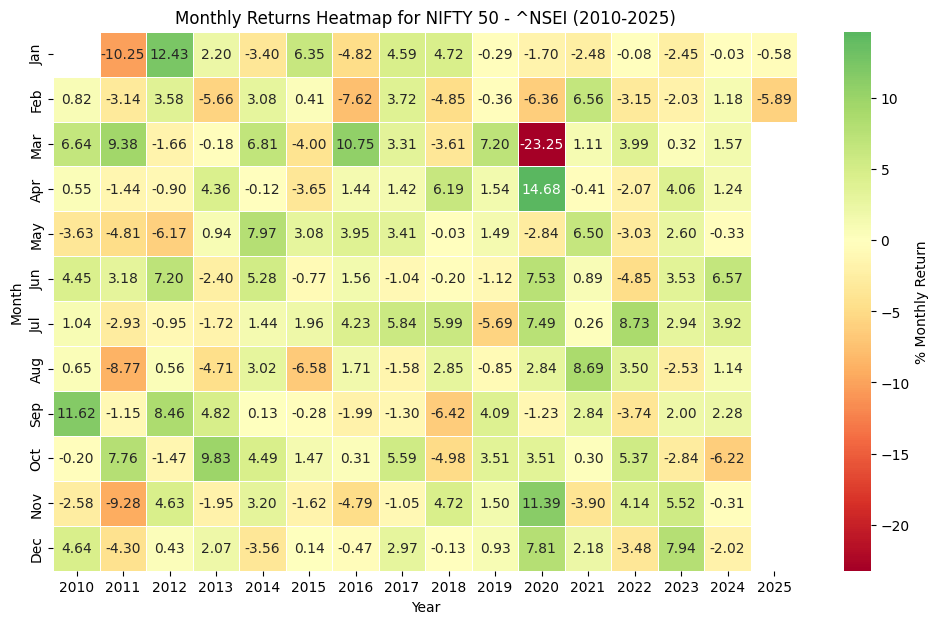 Monthly Returns Heatmap for NIFTY 50 - ^NSEI (2010-2025)
Jan -10.25 12.43 2.20 -3.40 6.35 -4.82 4.59 4.72 -0.29 -1.70 -2.48 -0.08 -2.45 -0.03 -0.58
Feb 0.82 -3.14 3.58 -5.66 3.08 0.41 -7.62 3.72 -4.85 -0.36 -6.36 6.56 -3.15 -2.03 1.18 -5.89
Mar 6.64 9.38 -1.66 -0.18 6.81 -4.00 10.75 3.31 -3.61 7.20 -23.25 1.11 3.99 0.32 1.57
Apr 0.55 -1.44 -0.90 4.36 -0.12 -3.65 1.44 1.42 6.19 1.54 14.68 -0.41 -2.07 4.06 1.24
May -3.63 -4.81 -6.17 0.94 7.97 3.08 3.95 3.41 -0.03 1.49 -2.84 6.50 -3.03 2.60 -0.33
Jun 4.45 3.18 7.20 -2.40 5.28 -0.77 1.56 -1.04 -0.20 -1.12 7.53 0.89 -4.85 3.53 6.57
Jul 1.04 -2.93 -0.95 -1.72 1.44 1.96 4.23 5.84 5.99 -5.69 7.49 0.26 8.73 2.94 3.92
Aug 0.65 -8.77 0.56 -4.71 3.02 -6.58 1.71 -1.58 2.85 -0.85 2.84 8.69 3.50 -2.53 1.14
Sep 11.62 -1.15 8.46 4.82 0.13 -0.28 -1.99 -1.30 -6.42 4.09 -1.23 2.84 -3.74 2.00 2.28
Oct -0.20 7.76 -1.47 9.83 4.49 1.47 0.31 5.59 -4.98 3.51 3.51 0.30 5.37 -2.84 -6.22
Nov -2.58 -9.28 4.63 -1.95 3.20 -1.62 -4.79 -1.05 4.72 1.50 11.39 -3.90 4.14 5.52 -0.31
Dec 4.64 -4.30 0.43 2.07 -3.56 0.14 -0.47 2.97 -0.13 0.93 7.81 2.18 -3.48 7.94 -2.02
2010 2011 2012 2013 2014 2015 2016 2017 2018 2019 2020 2021 2022 2023 2024 2025
Year
Month
10
5
0
−5
−10
−15
−20
% Monthly Return